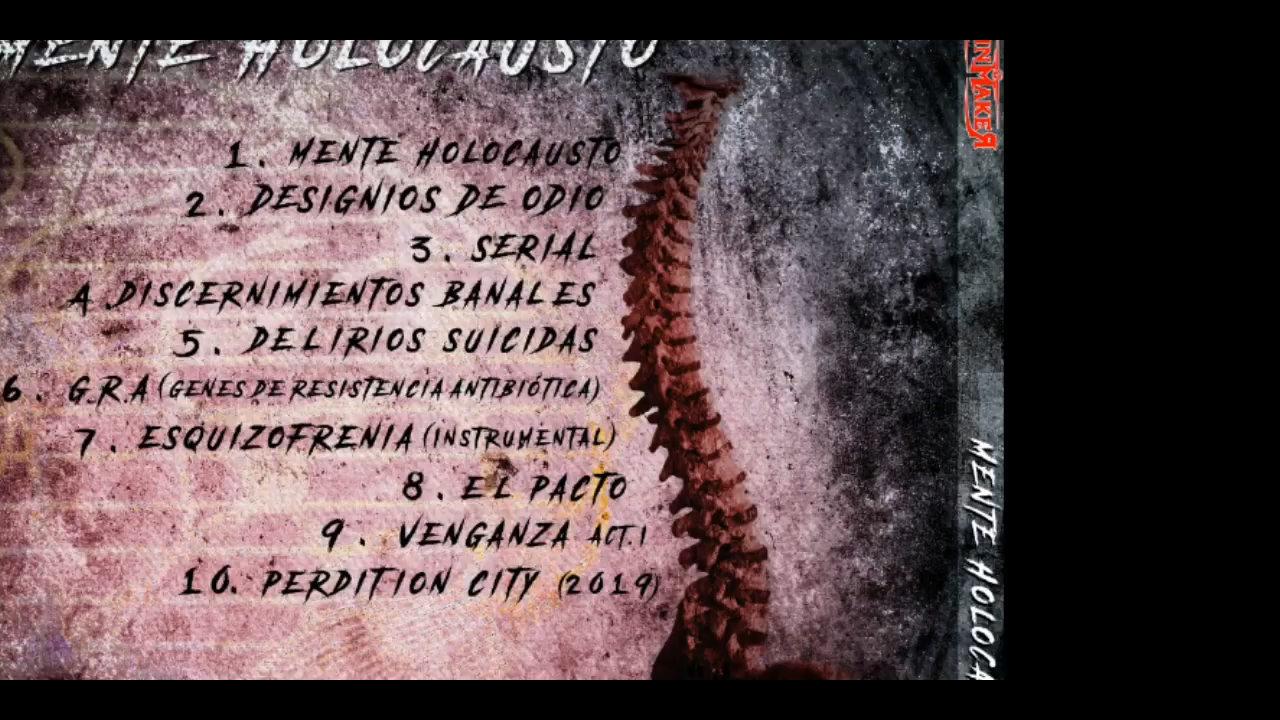 MENTE HOLOCAUSTO
1. MENTE HOLOCAUSTO
2. DESIGNIOS DE ODIO
3. SERIAL
4. DISCERNIMIENTOS BANALES
5. DELIRIOS SUICIDAS
6. G.R.A (GENES DE RESISTENCIA ANTIBIÓTICA)
7. ESQUIZOFRENIA (INSTRUMENTAL)
8. EL PACTO
9. VENGANZA ACT.1
10. PERDITION CITY (2019)
MENTE